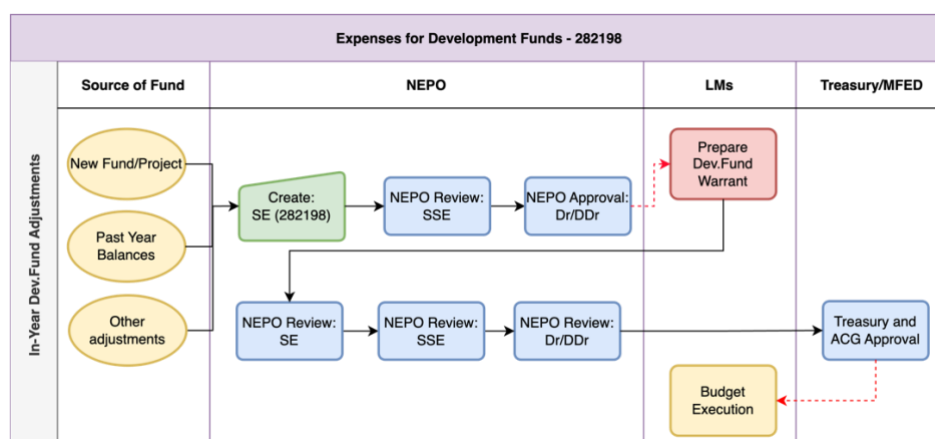 Expenses for Development Funds - 282198
Source of Fund
NEPO
LMs
Treasury/MFED
In-Year Dev.Fund Adjustments
New Fund/Project
Past Year
Balances
Other
adjustments
Create:
SE (282198)
NEPO Review:
SSE
NEPO Approval:
Dr/DDr
Prepare
Dev.Fund
Warrant
NEPO Review:
SE
NEPO Review:
SSE
NEPO Review:
Dr/DDr
Treasury and
ACG Approval
Budget
Execution